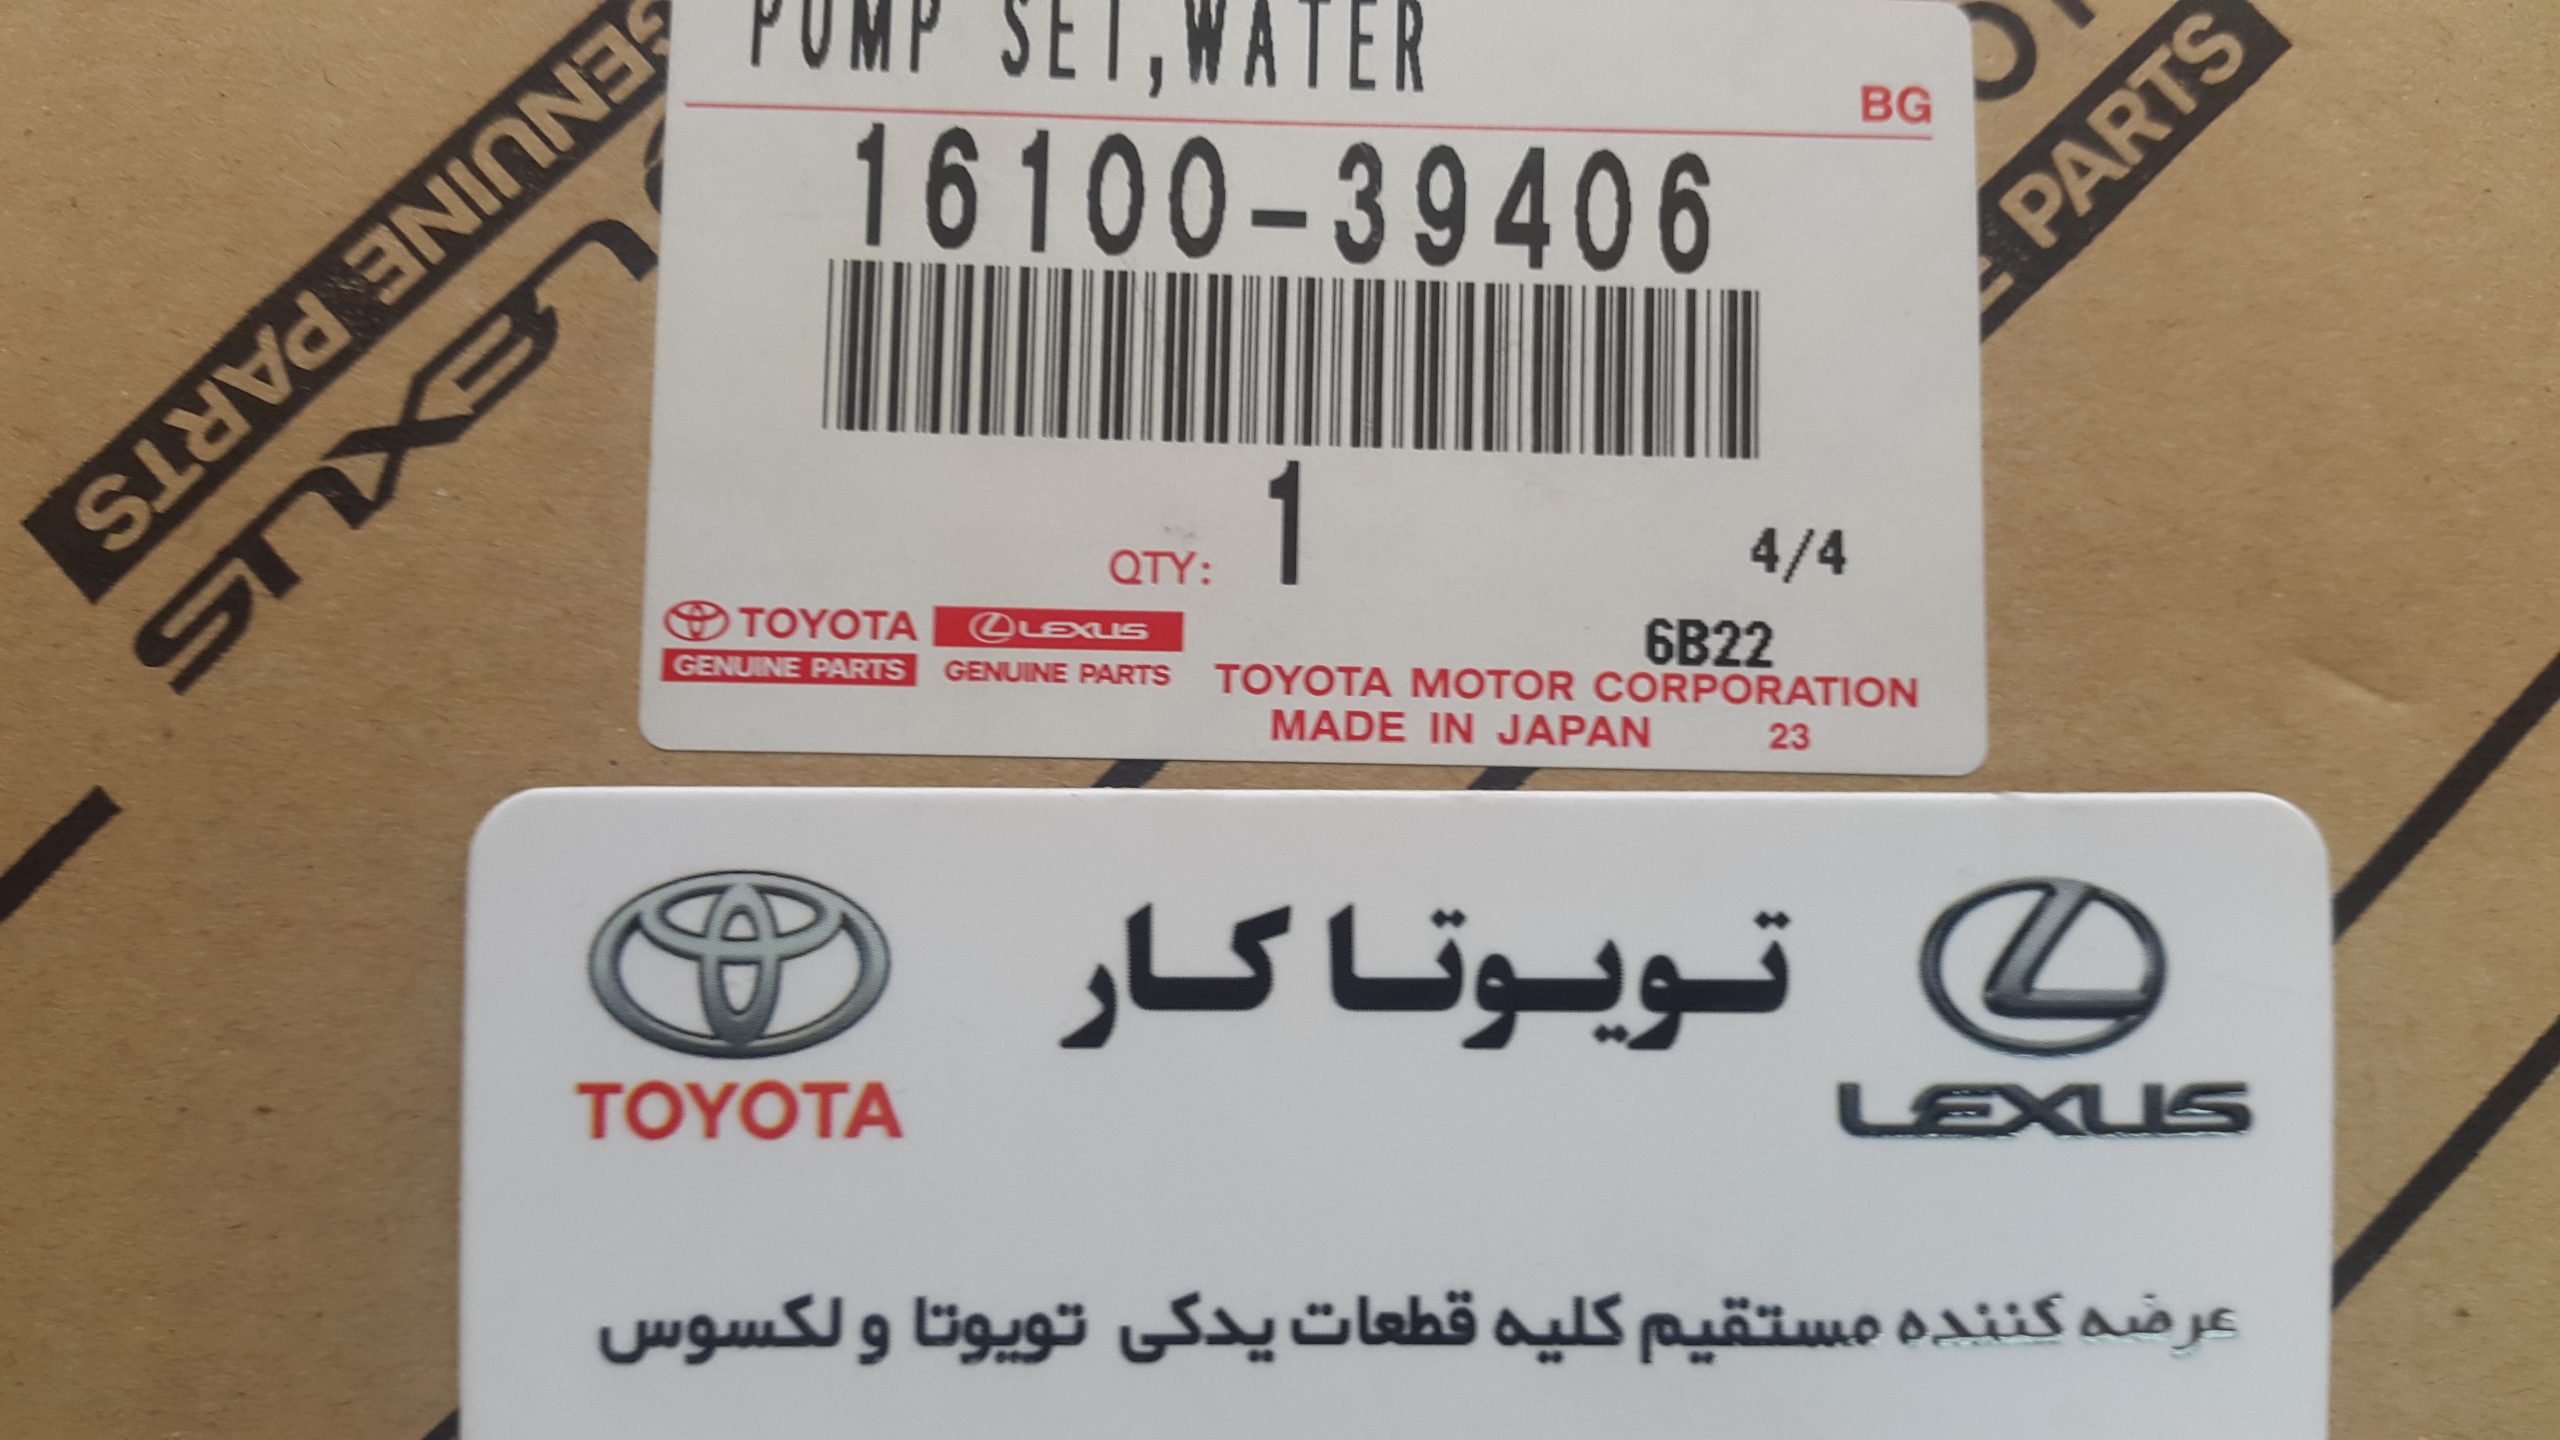 PUMP SET,WATER
BG
16100-39406
QTY: 1
4/4
6B22
TOYOTA LEXUS
GENUINE PARTS GENUINE PARTS
TOYOTA MOTOR CORPORATION
MADE IN JAPAN 23
GENUINE PARTS
LEXUS
PARTS
تویوتا کار
TOYOTA
LEXUS
عرضه کننده مستقیم کلیه قطعات یدکی تویوتا و لکسوس